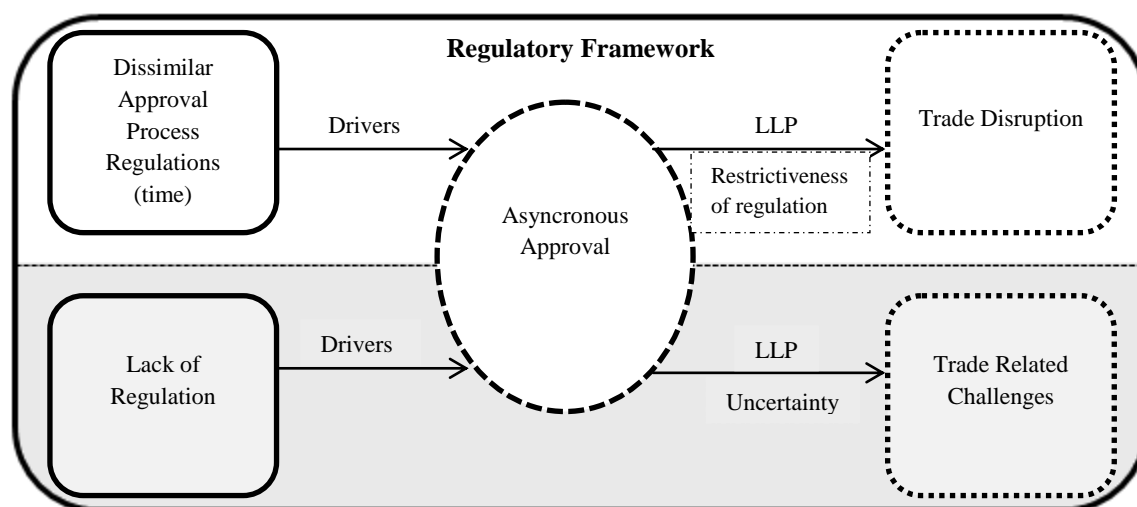 Regulatory Framework
Dissimilar
Approval
Process
Regulations
(time)
Drivers
Asyncronous
Approval
LLP
Restrictiveness
of regulation
Trade Disruption
Lack of
Regulation
Drivers
LLP
Uncertainty
Trade Related
Challenges